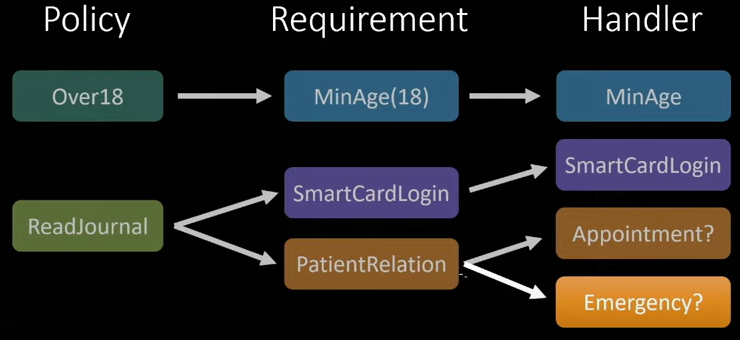 Policy Requirement Handler
Over18 MinAge(18) MinAge
SmartCardLogin
SmartCardLogin
ReadJournal
Appointment?
PatientRelation
Emergency?